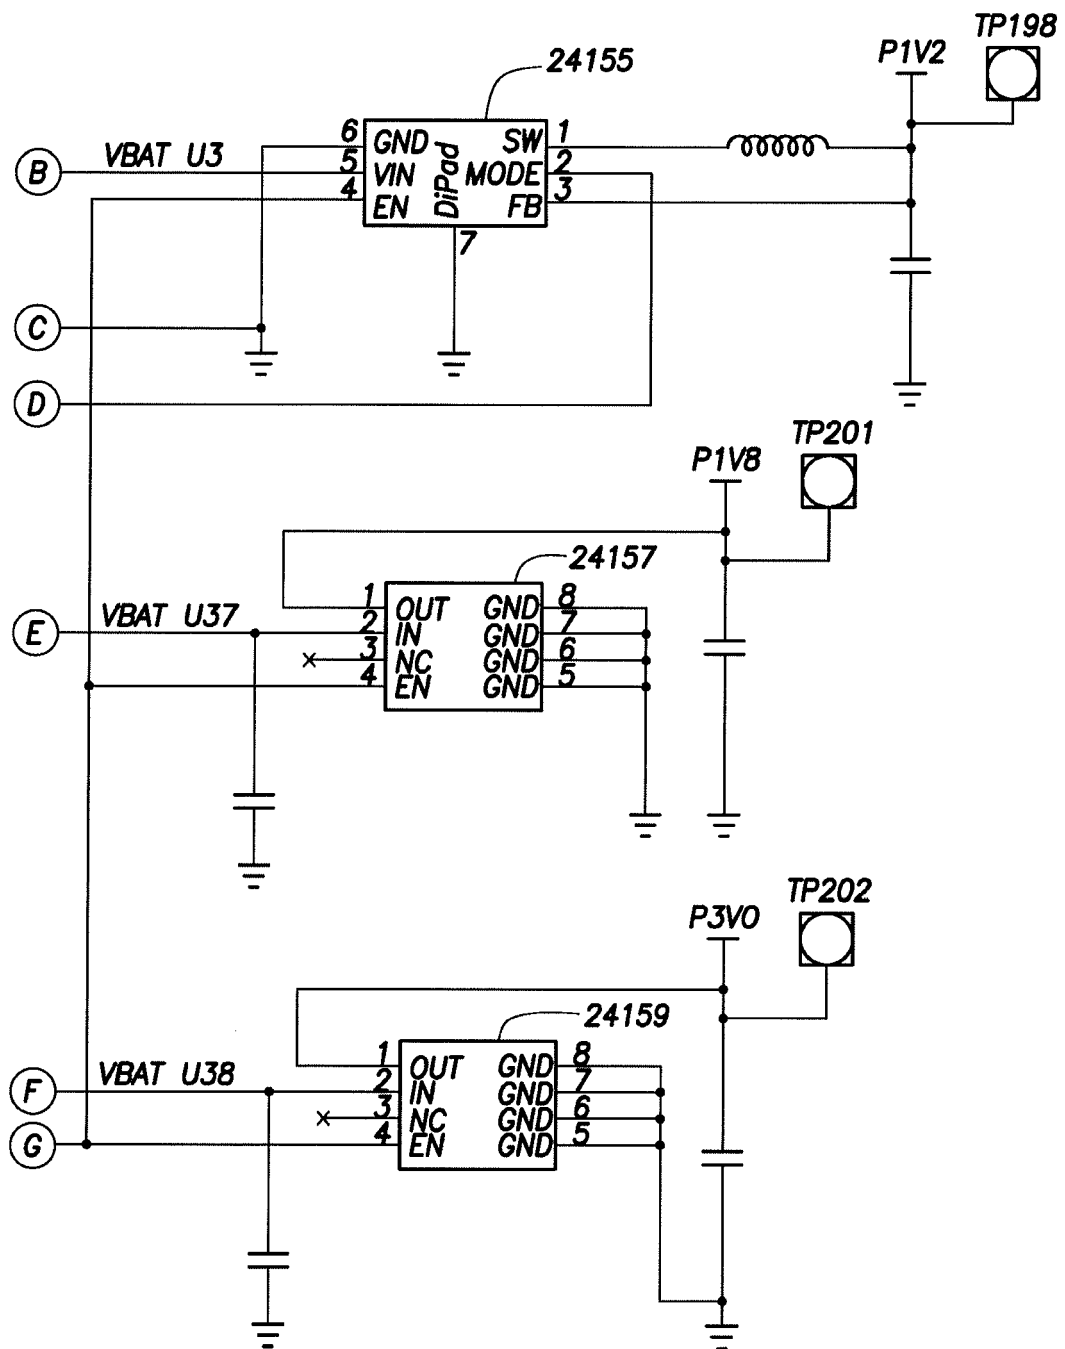 TP198
P1V2
24155
6 GND SW 1
B VBAT U3 5 VIN MODE 2
4 EN DiPad FB 3
7
C
D
TP201
P1V8
24157
1 OUT GND 8
E VBAT U37 2 IN GND 7
3 NC GND 6
4 EN GND 5
TP202
P3V0
24159
1 OUT GND 8
F VBAT U38 2 IN GND 7
3 NC GND 6
G 4 EN GND 5